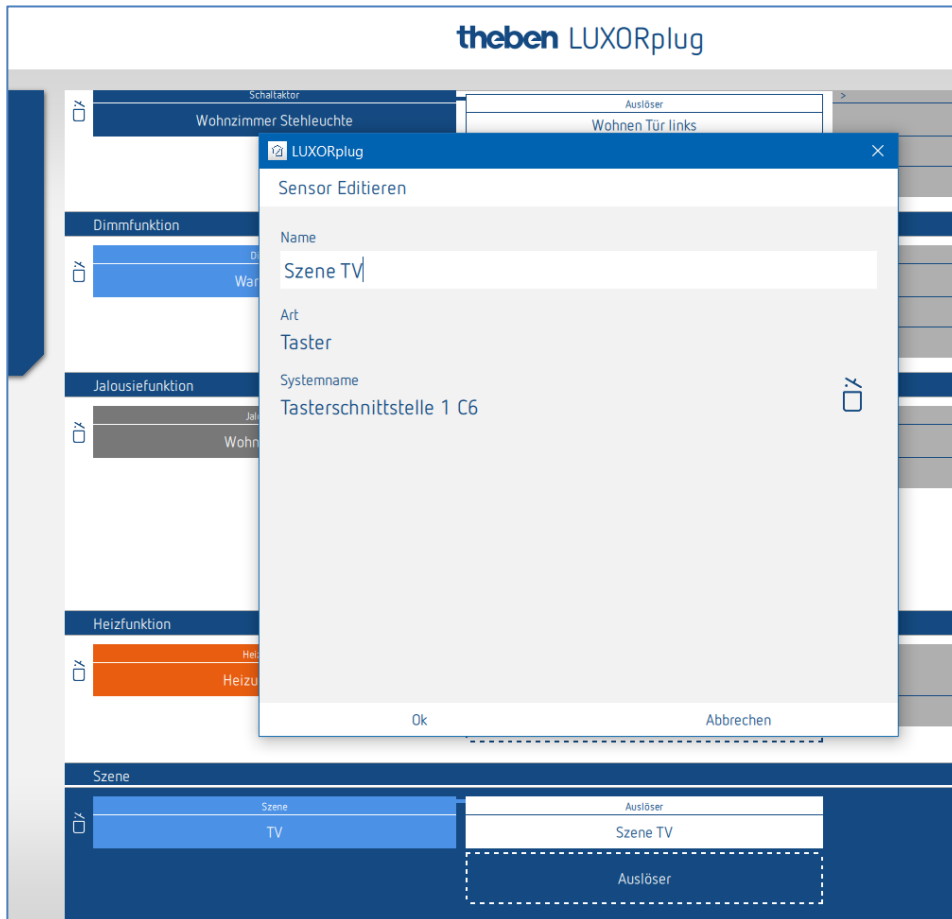 theben LUXORplug
Schaltaktor
Wohnzimmer Stehleuchte
Auslöser
Wohnen Tür links
>
LUXORplug
Sensor Editieren
Name
Szene TV
Art
Taster
Systemname
Tasterschnittstelle 1 C6
Ok
Abbrechen
Dimmfunktion
Jalousiefunktion
Heizfunktion
Szene
Szene
TV
Auslöser
Szene TV
Auslöser